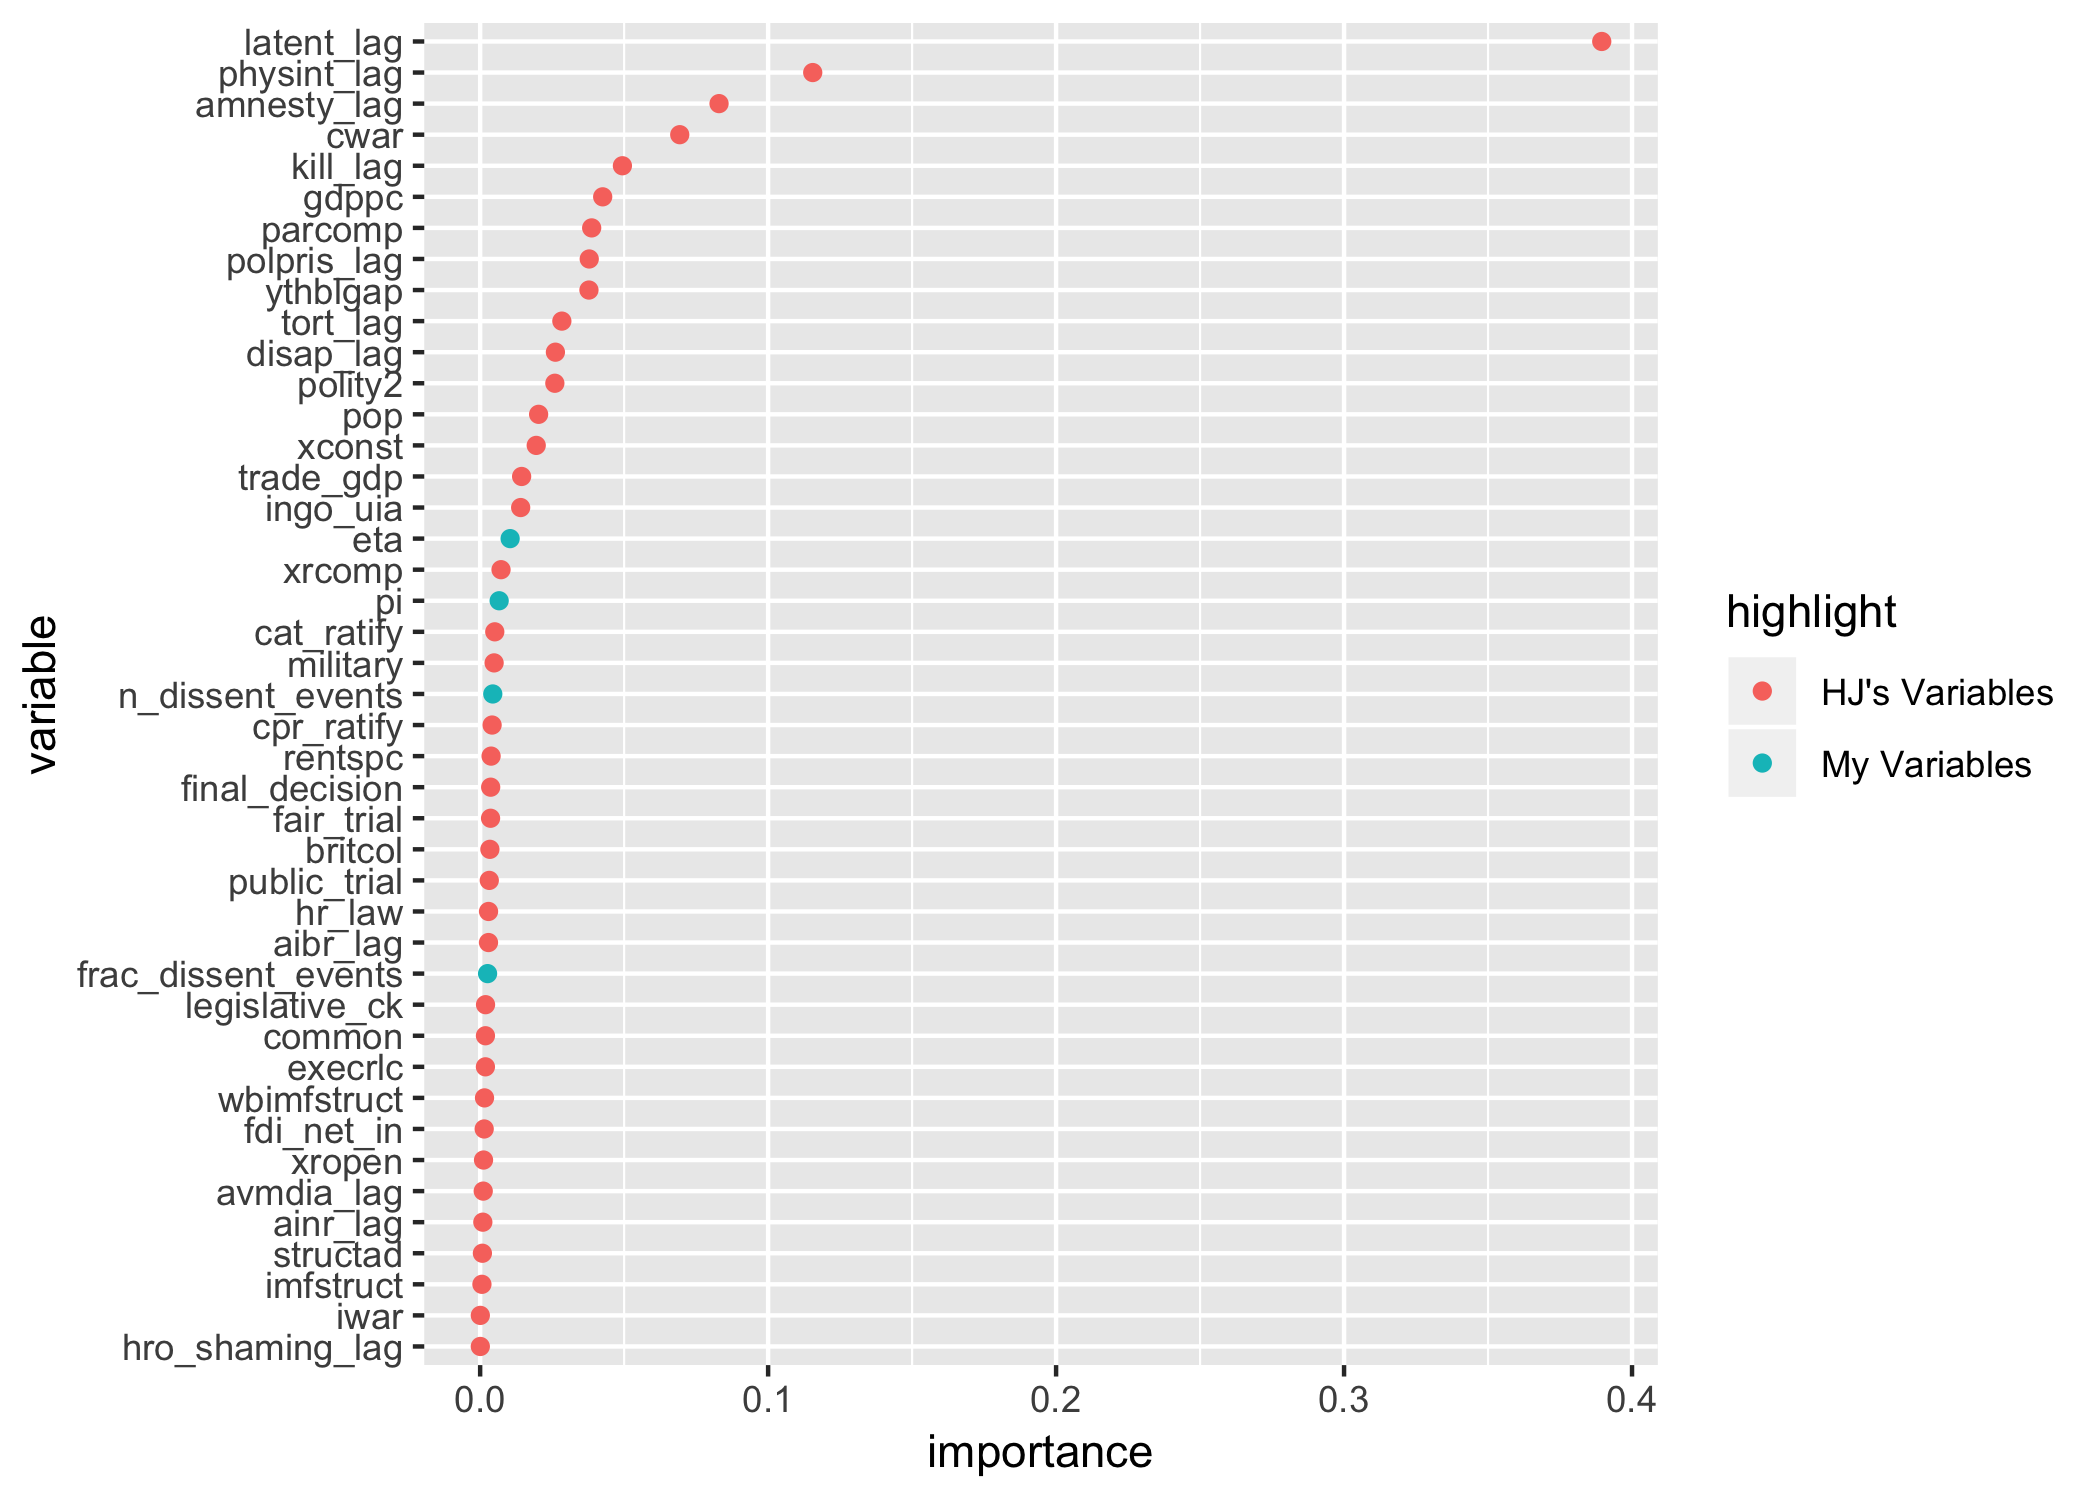 latent_lag
physint_lag
amnesty_lag
cwar
kill_lag
gdppc
parcomp
polpris_lag
ythblgap
tort_lag
disap_lag
polity2
pop
xconst
trade_gdp
ingo_uia
eta
xrcomp
pi
cat_ratify
military
n_dissent_events
cpr_ratify
rentspc
final_decision
fair_trial
britcol
public_trial
hr_law
aibr_lag
frac_dissent_events
legislative_ck
common
execrlc
wbimfstruct
fdi_net_in
xropen
avmdia_lag
ainr_lag
structad
imfstruct
iwar
hro_shaming_lag
variable
0.0 0.1 0.2 0.3 0.4
importance
highlight
HJ's Variables
My Variables